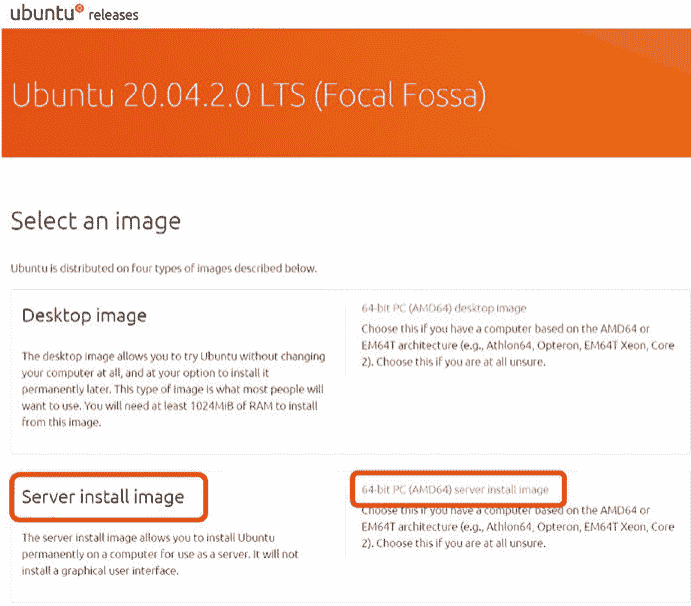 ubuntu releases
Ubuntu 20.04.2.0 LTS (Focal Fossa)
Select an image
Ubuntu is distributed on four types of images described below.
Desktop image
The desktop image allows you to try Ubuntu without changing
your computer at all, and at your option to install it
permanently later. This type of image is what most people will
want to use. You will need at least 1024MiB of RAM to install
from this image.
64-bit PC (AMD64) desktop image
Choose this if you have a computer based on the AMD64 or
EM64T architecture (e.g., Athlon64, Opteron, EM64T Xeon, Core
2). Choose this if you are at all unsure.
Server install image
The server install image allows you to install Ubuntu
permanently on a computer for use as a server. It will not
install a graphical user interface.
64-bit PC (AMD64) server install image
Choose this if you have a computer based on the AMD64 or
EM64T architecture (e.g., Athlon64, Opteron, EM64T Xeon, Core
2). Choose this if you are at all unsure.